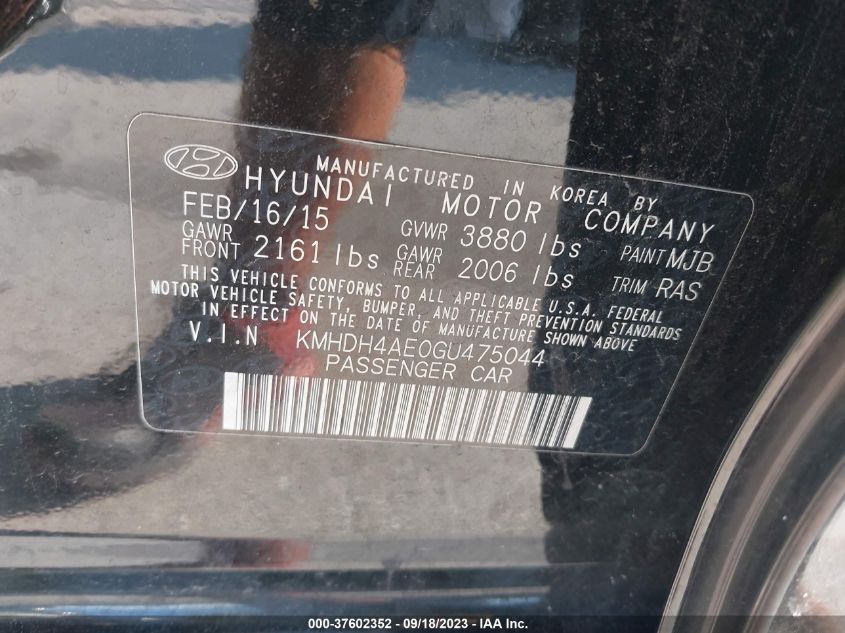 MANUFACTURED IN KOREA BY
HYUNDAI MOTOR COMPANY
FEB/16/15 GVWR 3880 lbs PAINT MJB
GAWR FRONT 2161 lbs GAWR REAR 2006 lbs TRIM RAS
THIS VEHICLE CONFORMS TO ALL APPLICABLE U.S.A. FEDERAL
MOTOR VEHICLE SAFETY, BUMPER, AND THEFT PREVENTION STANDARDS
IN EFFECT ON THE DATE OF MANUFACTURE SHOWN ABOVE
V.I.N KMHDH4AE0GU475044
PASSENGER CAR
000-37602352 - 09/18/2023 - IAA Inc.